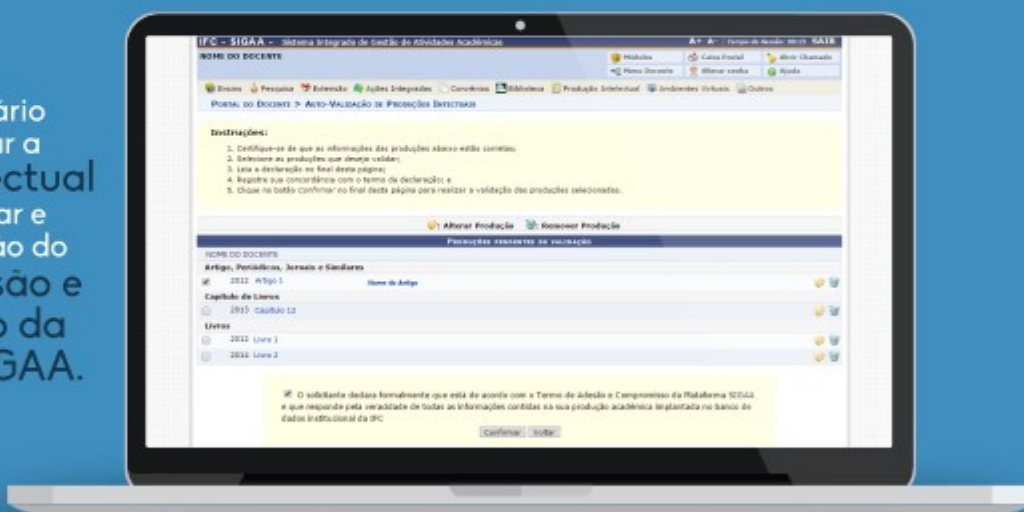 ário
ar a
ectual
ar e
ão do
são e
o da
GAA.
IFC - SIGAA - Sistema Integrado de Gestão de Atividades Acadêmicas
A+ A- Tempo de Sessão: SAIR
NOME DO DOCENTE
Módulos Caixa Postal Abrir Chamado
Menu Docente Alterar senha Ajuda
Ensino Pesquisa Extensão Ações Integradas Convênios Biblioteca Produção Intelectual Ambientes Virtuais Outros
PORTAL DO DOCENTE > AUTO-VALIDAÇÃO DE PRODUÇÕES INTELECTUAIS
Instruções:
1. Certifique-se de que as informações das produções abaixo estão corretas;
2. Selecione as produções que deseja validar;
3. Leia a declaração no final desta página;
4. Registre sua concordância com o termo da declaração; e
5. Clique no botão Confirmar no final desta página para realizar a validação das produções selecionadas.
: Alterar Produção : Remover Produção
PRODUÇÕES PENDENTES DE VALIDAÇÃO
NOME DO DOCENTE
Artigo, Periódicos, Jornais e Similares
2012 Artigo 1 Nome do Artigo
Capítulo de Livros
Capítulo 12
Livros
2012 Livro 1
Livro 2
O solicitante declara formalmente que está de acordo com o Termo de Adesão e Compromisso da Plataforma SIGAA
e que responde pela veracidade de todas as informações contidas na sua produção acadêmica implantada no banco de
dados institucional da IFC
Confirmar Voltar